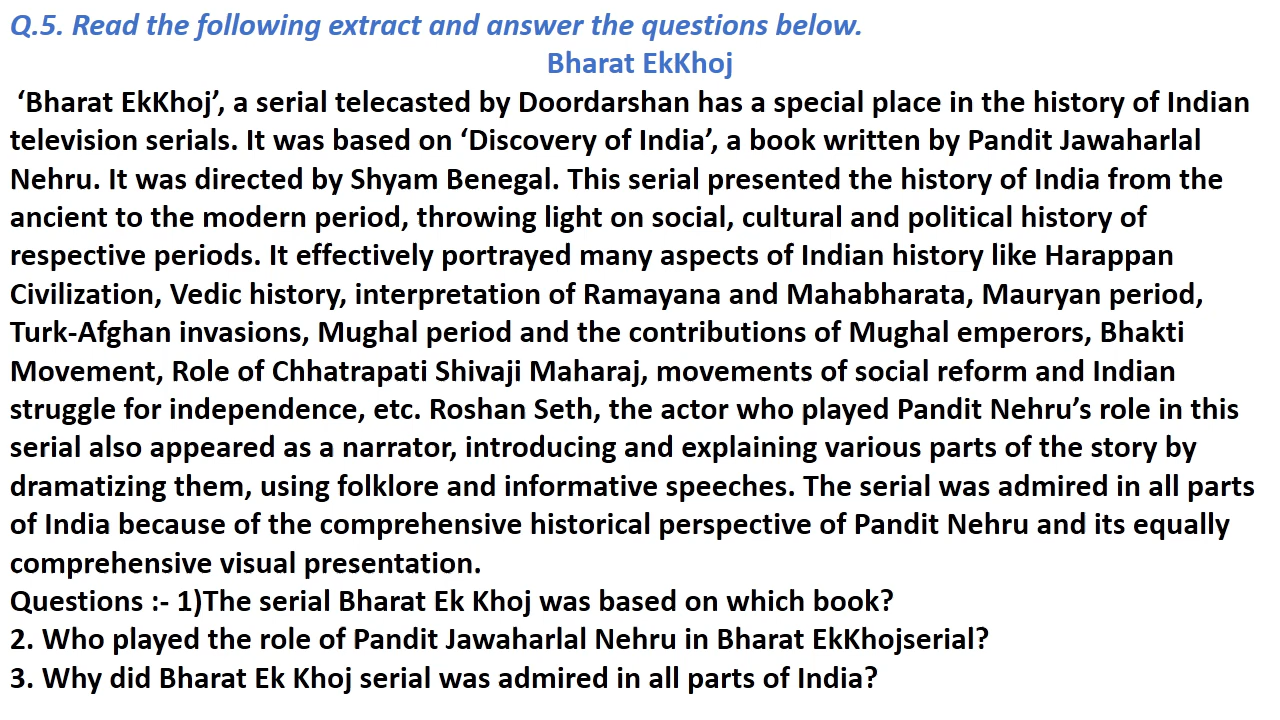 Q.5. Read the following extract and answer the questions below.
Bharat EkKhoj
‘Bharat EkKhoj’, a serial telecasted by Doordarshan has a special place in the history of Indian
television serials. It was based on ‘Discovery of India’, a book written by Pandit Jawaharlal
Nehru. It was directed by Shyam Benegal. This serial presented the history of India from the
ancient to the modern period, throwing light on social, cultural and political history of
respective periods. It effectively portrayed many aspects of Indian history like Harappan
Civilization, Vedic history, interpretation of Ramayana and Mahabharata, Mauryan period,
Turk-Afghan invasions, Mughal period and the contributions of Mughal emperors, Bhakti
Movement, Role of Chhatrapati Shivaji Maharaj, movements of social reform and Indian
struggle for independence, etc. Roshan Seth, the actor who played Pandit Nehru’s role in this
serial also appeared as a narrator, introducing and explaining various parts of the story by
dramatizing them, using folklore and informative speeches. The serial was admired in all parts
of India because of the comprehensive historical perspective of Pandit Nehru and its equally
comprehensive visual presentation.
Questions :- 1)The serial Bharat Ek Khoj was based on which book?
2. Who played the role of Pandit Jawaharlal Nehru in Bharat EkKhojserial?
3. Why did Bharat Ek Khoj serial was admired in all parts of India?